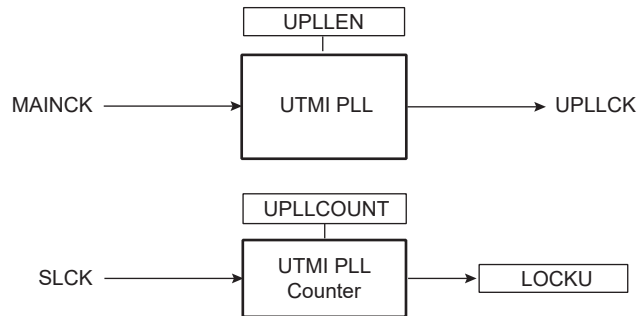 UPLLEN
MAINCK
UTMI PLL
UPLLCK
UPLLCOUNT
SLCK
UTMI PLL
Counter
LOCKU